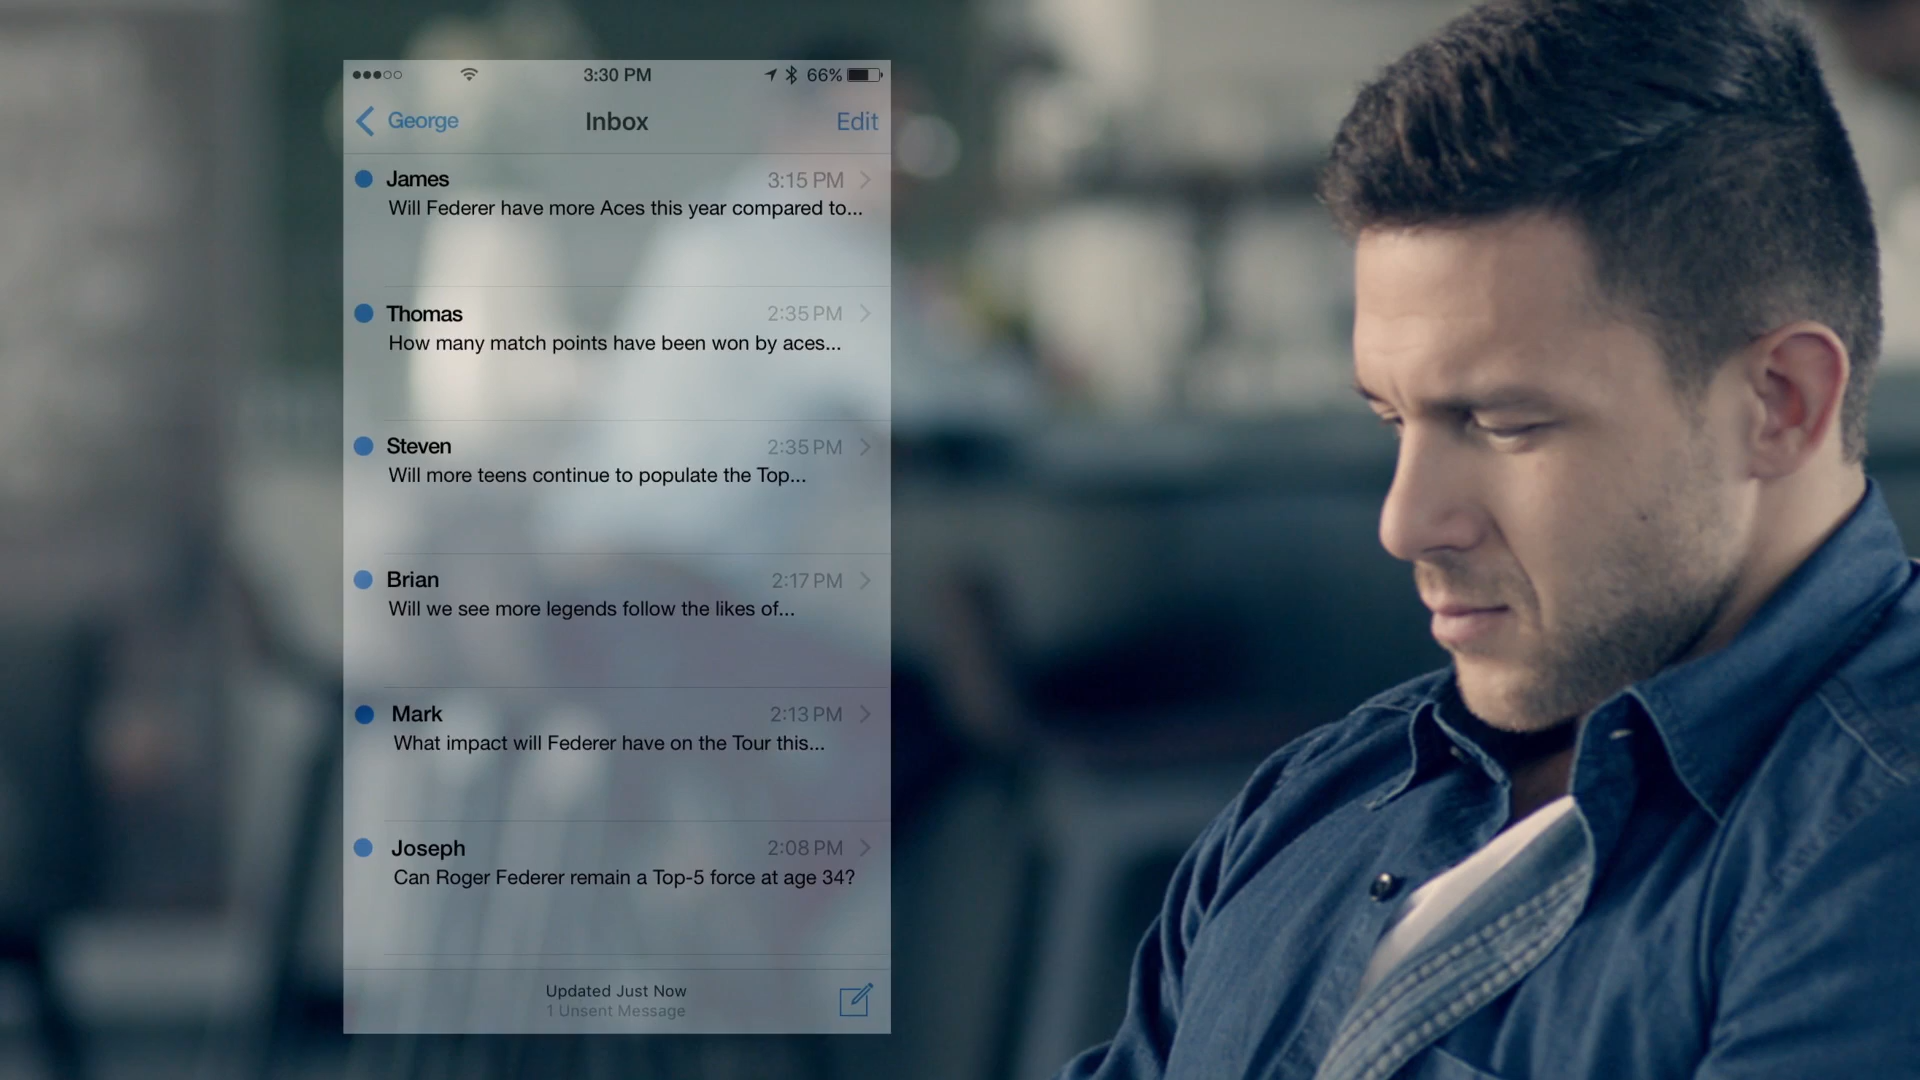 3:30 PM 66%
George Inbox Edit
James 3:15 PM
Will Federer have more Aces this year compared to...
Thomas 2:35 PM
How many match points have been won by aces...
Steven 2:35 PM
Will more teens continue to populate the Top...
Brian 2:17 PM
Will we see more legends follow the likes of...
Mark 2:13 PM
What impact will Federer have on the Tour this...
Joseph 2:08 PM
Can Roger Federer remain a Top-5 force at age 34?
Updated Just Now
1 Unsent Message